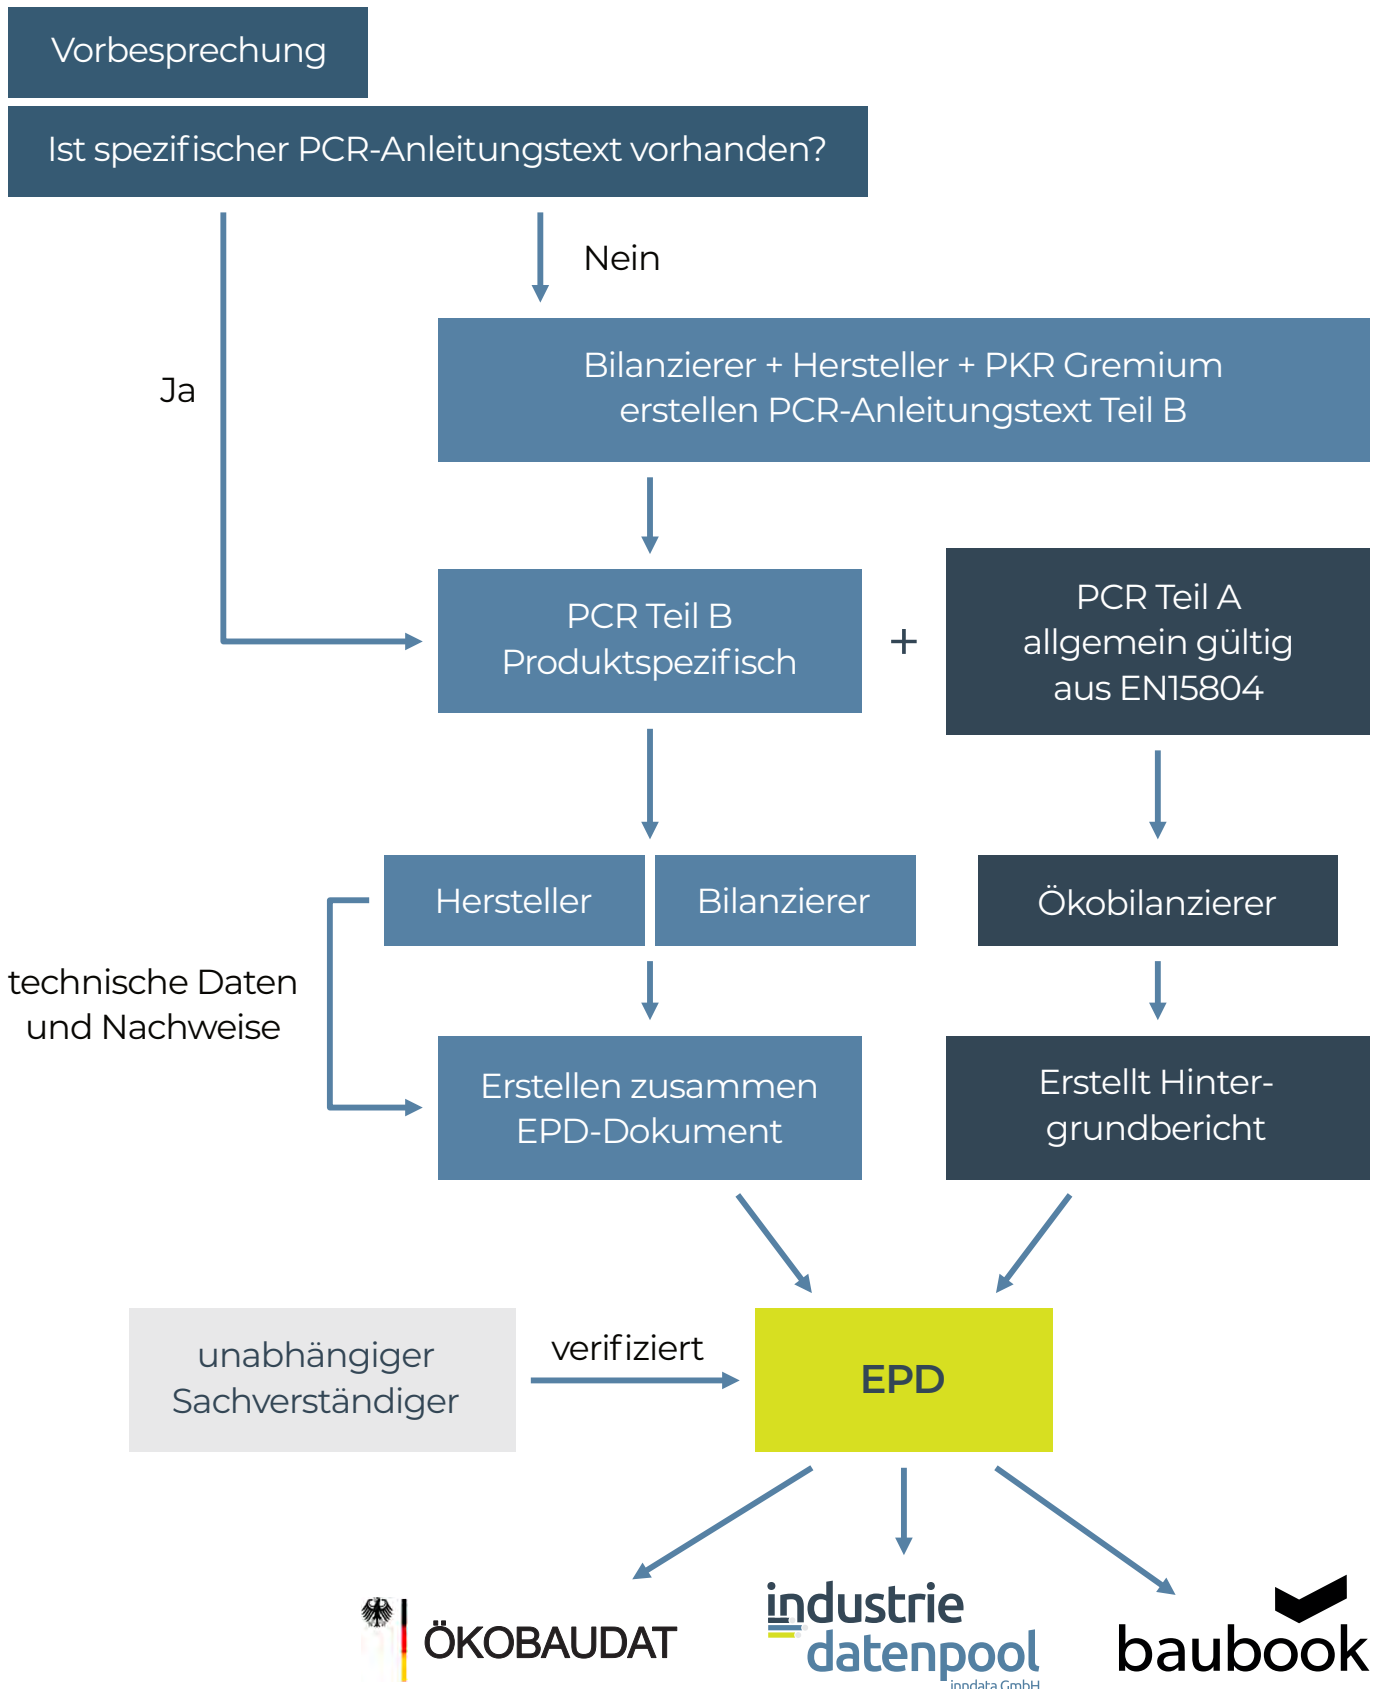 Vorbesprechung
Ist spezifischer PCR-Anleitungstext vorhanden?
Nein
Ja
Bilanzierer + Hersteller + PKR Gremium
erstellen PCR-Anleitungstext Teil B
PCR Teil B
Produktspezifisch
+
PCR Teil A
allgemein gültig
aus EN15804
Hersteller
Bilanzierer
Ökobilanzierer
technische Daten
und Nachweise
Erstellen zusammen
EPD-Dokument
Erstellt Hinter-
grundbericht
unabhängiger
Sachverständiger
verifiziert
EPD
ÖKOBAUDAT
industrie
datenpool
inndata GmbH
baubook